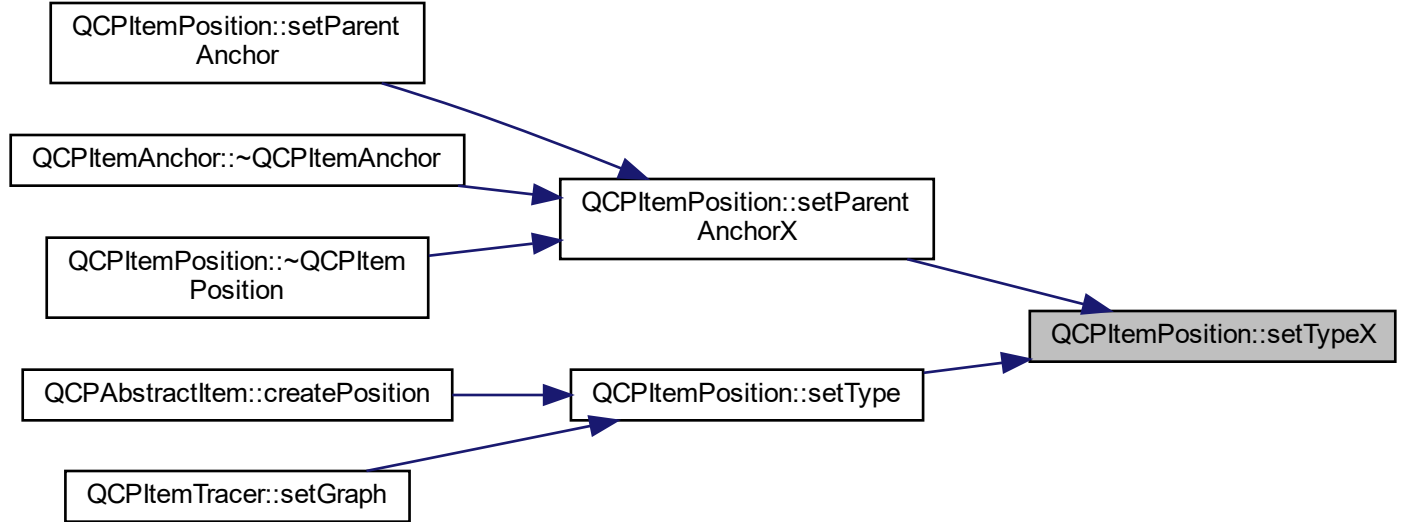 QCPItemPosition::setParent
Anchor
QCPItemAnchor::~QCPItemAnchor
QCPItemPosition::~QCPItem
Position
QCPItemPosition::setParent
AnchorX
QCPItemPosition::setTypeX
QCPAbstractItem::createPosition
QCPItemPosition::setType
QCPItemTracer::setGraph